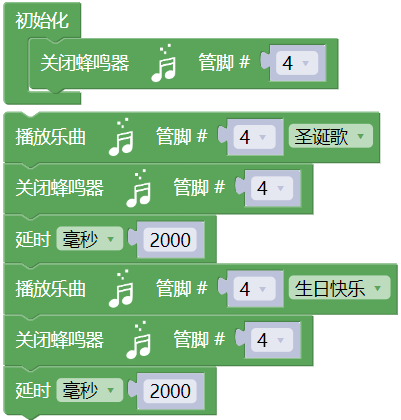 初始化
关闭蜂鸣器 管脚 # 4
播放乐曲 管脚 # 4 圣诞歌
关闭蜂鸣器 管脚 # 4
延时 毫秒 2000
播放乐曲 管脚 # 4 生日快乐
关闭蜂鸣器 管脚 # 4
延时 毫秒 2000